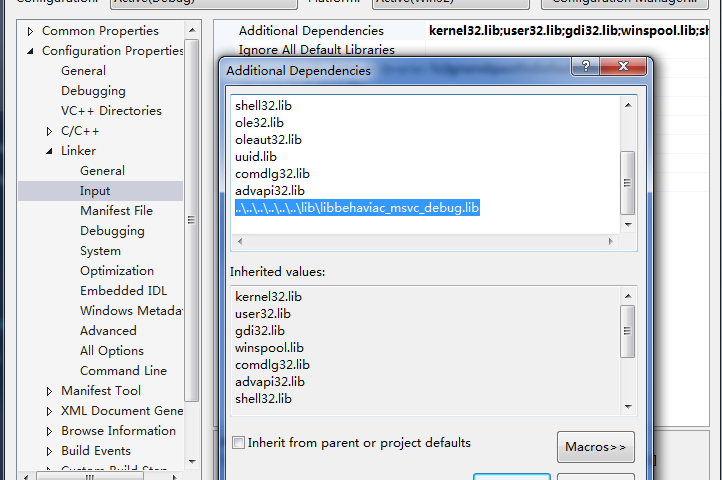 Configuration: Active(Debug) Platform: Active(Win32) Configuration Manager...
Common Properties
Configuration Properties
General
Debugging
VC++ Directories
C/C++
Linker
General
Input
Manifest File
Debugging
System
Optimization
Embedded IDL
Windows Metada
Advanced
All Options
Command Line
Manifest Tool
XML Document Gene
Browse Information
Build Events
Custom Build Step
Additional Dependencies kernel32.lib;user32.lib;gdi32.lib;winspool.lib;sh
Ignore All Default Libraries
Additional Dependencies
shell32.lib
ole32.lib
oleaut32.lib
uuid.lib
comdlg32.lib
advapi32.lib
..\..\..\..\..\..\lib\libbehaviac_msvc_debug.lib
Inherited values:
kernel32.lib
user32.lib
gdi32.lib
winspool.lib
comdlg32.lib
advapi32.lib
shell32.lib
Inherit from parent or project defaults
Macros>>